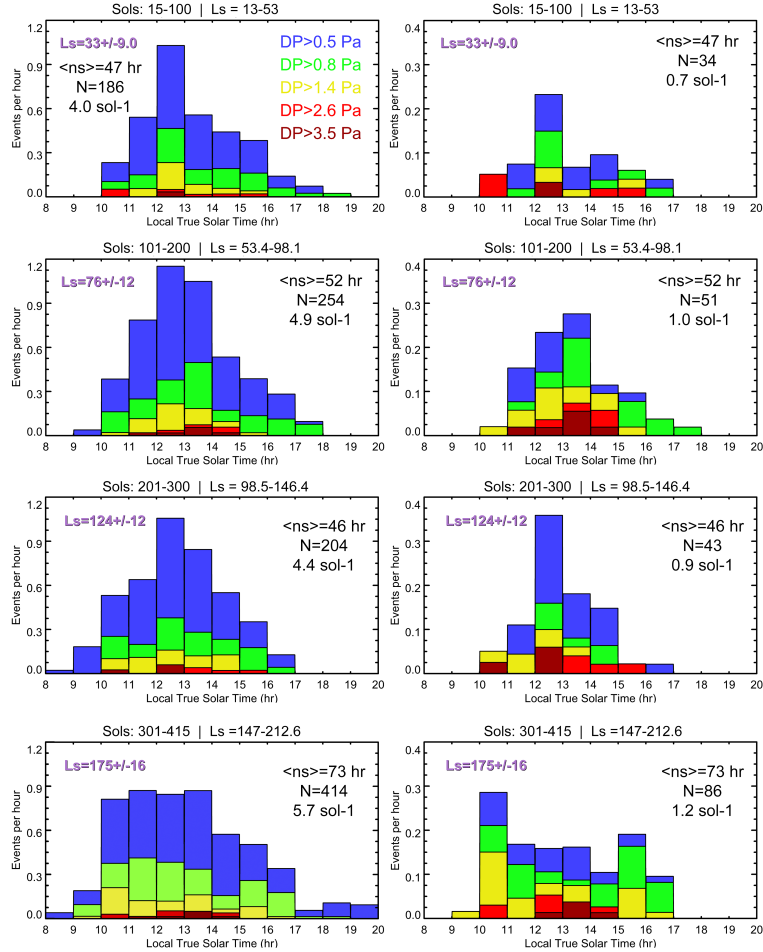 Sols: 15-100 | Ls = 13-53
1.2
0.9
0.6
0.3
0.0
Events per hour
Ls=33+/-9.0
<ns>=47 hr
N=186
4.0 sol-1
DP>0.5 Pa
DP>0.8 Pa
DP>1.4 Pa
DP>2.6 Pa
DP>3.5 Pa
8 9 10 11 12 13 14 15 16 17 18 19 20
Local True Solar Time (hr)
Sols: 15-100 | Ls = 13-53
0.4
0.3
0.2
0.1
0.0
Events per hour
Ls=33+/-9.0
<ns>=47 hr
N=34
0.7 sol-1
8 9 10 11 12 13 14 15 16 17 18 19 20
Local True Solar Time (hr)
Sols: 101-200 | Ls = 53.4-98.1
1.2
0.9
0.6
0.3
0.0
Events per hour
Ls=76+/-12
<ns>=52 hr
N=254
4.9 sol-1
8 9 10 11 12 13 14 15 16 17 18 19 20
Local True Solar Time (hr)
Sols: 101-200 | Ls = 53.4-98.1
0.4
0.3
0.2
0.1
0.0
Events per hour
Ls=76+/-12
<ns>=52 hr
N=51
1.0 sol-1
8 9 10 11 12 13 14 15 16 17 18 19 20
Local True Solar Time (hr)
Sols: 201-300 | Ls = 98.5-146.4
1.2
0.9
0.6
0.3
0.0
Events per hour
Ls=124+/-12
<ns>=46 hr
N=204
4.4 sol-1
8 9 10 11 12 13 14 15 16 17 18 19 20
Local True Solar Time (hr)
Sols: 201-300 | Ls = 98.5-146.4
0.4
0.3
0.2
0.1
0.0
Events per hour
Ls=124+/-12
<ns>=46 hr
N=43
0.9 sol-1
8 9 10 11 12 13 14 15 16 17 18 19 20
Local True Solar Time (hr)
Sols: 301-415 | Ls =147-212.6
1.2
0.9
0.6
0.3
0.0
Events per hour
Ls=175+/-16
<ns>=73 hr
N=414
5.7 sol-1
8 9 10 11 12 13 14 15 16 17 18 19 20
Local True Solar Time (hr)
Sols: 301-415 | Ls =147-212.6
0.4
0.3
0.2
0.1
0.0
Events per hour
Ls=175+/-16
<ns>=73 hr
N=86
1.2 sol-1
8 9 10 11 12 13 14 15 16 17 18 19 20
Local True Solar Time (hr)